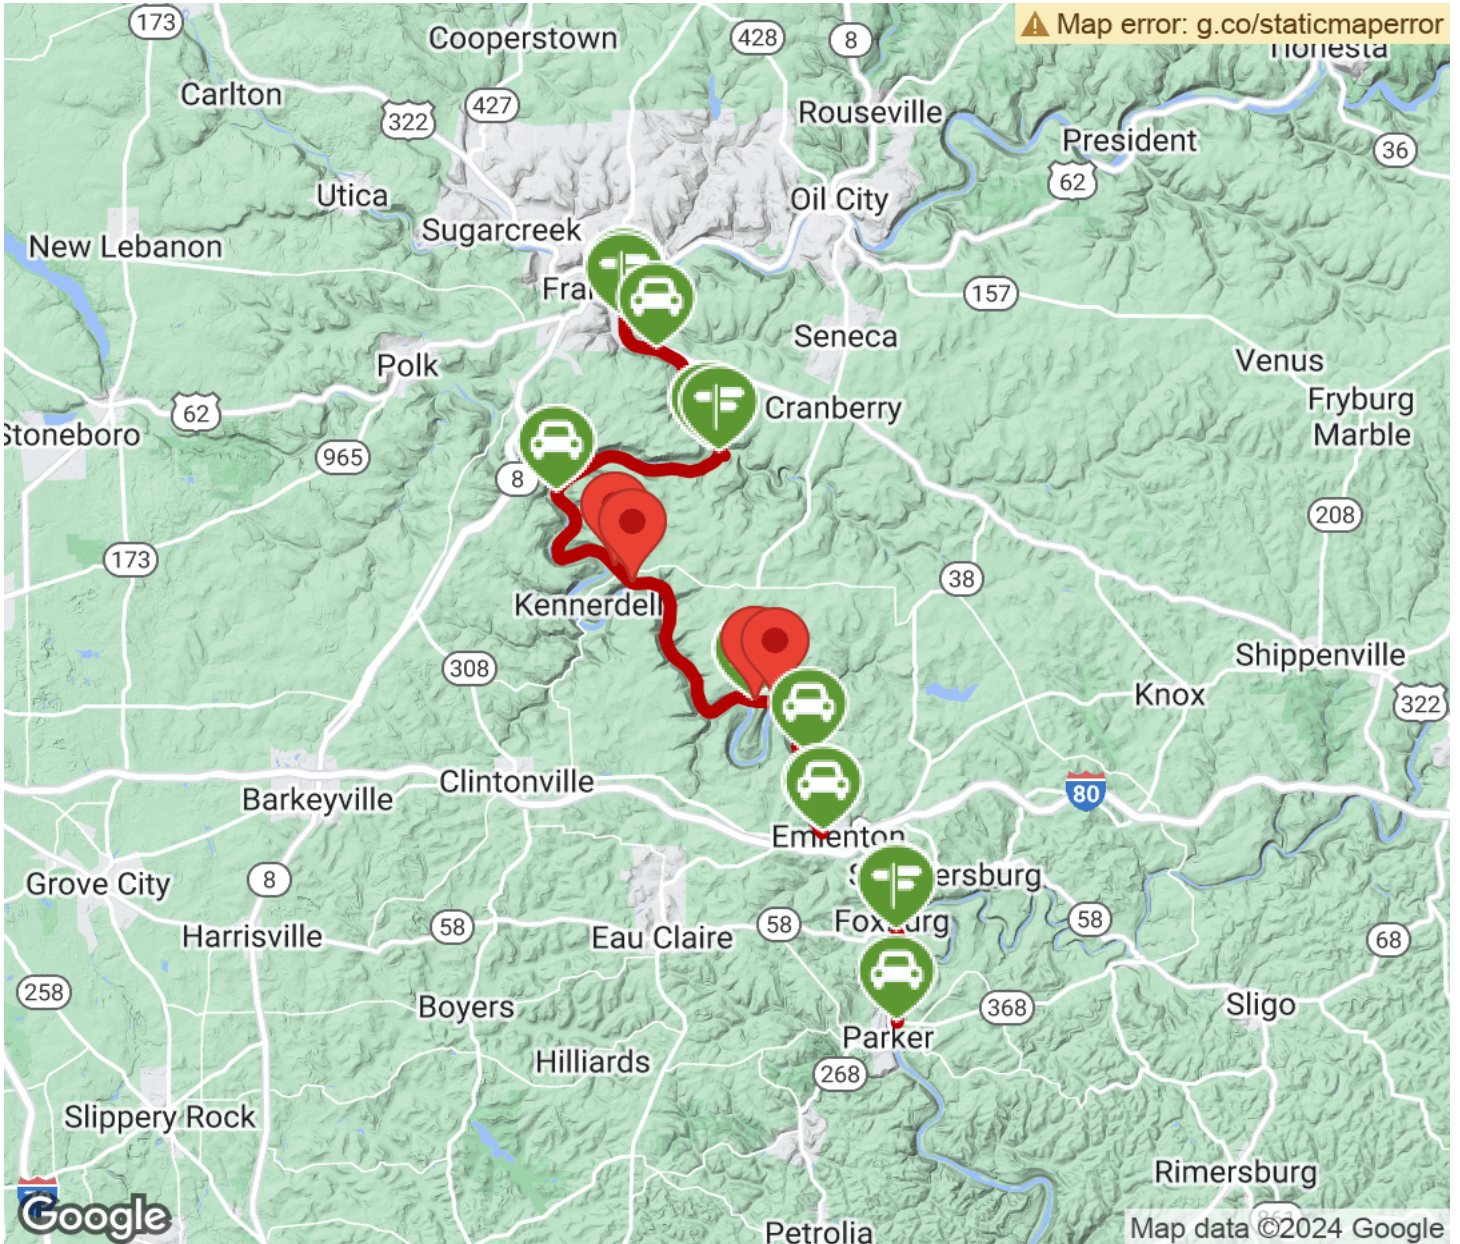 173
Cooperstown
428
8
Map error: g.co/staticmaperror
Tionesta
Carlton
427
322
Rouseville
President
36
Utica
62
Oil City
Sugarcreek
New Lebanon
Fra
157
Seneca
Polk
Venus
62
Cranberry
Fryburg
Marble
Stoneboro
965
8
208
173
38
Kennerdell
308
Shippenville
Knox
322
Clintonville
80
Barkeyville
Emlenton
Grove City
8
ersburg
58
58
58
Foxburg
Harrisville
Eau Claire
68
258
Boyers
368
Sligo
Parker
Hilliards
268
Slippery Rock
Rimersburg
Google
Petrolia
Map data ©2024 Google